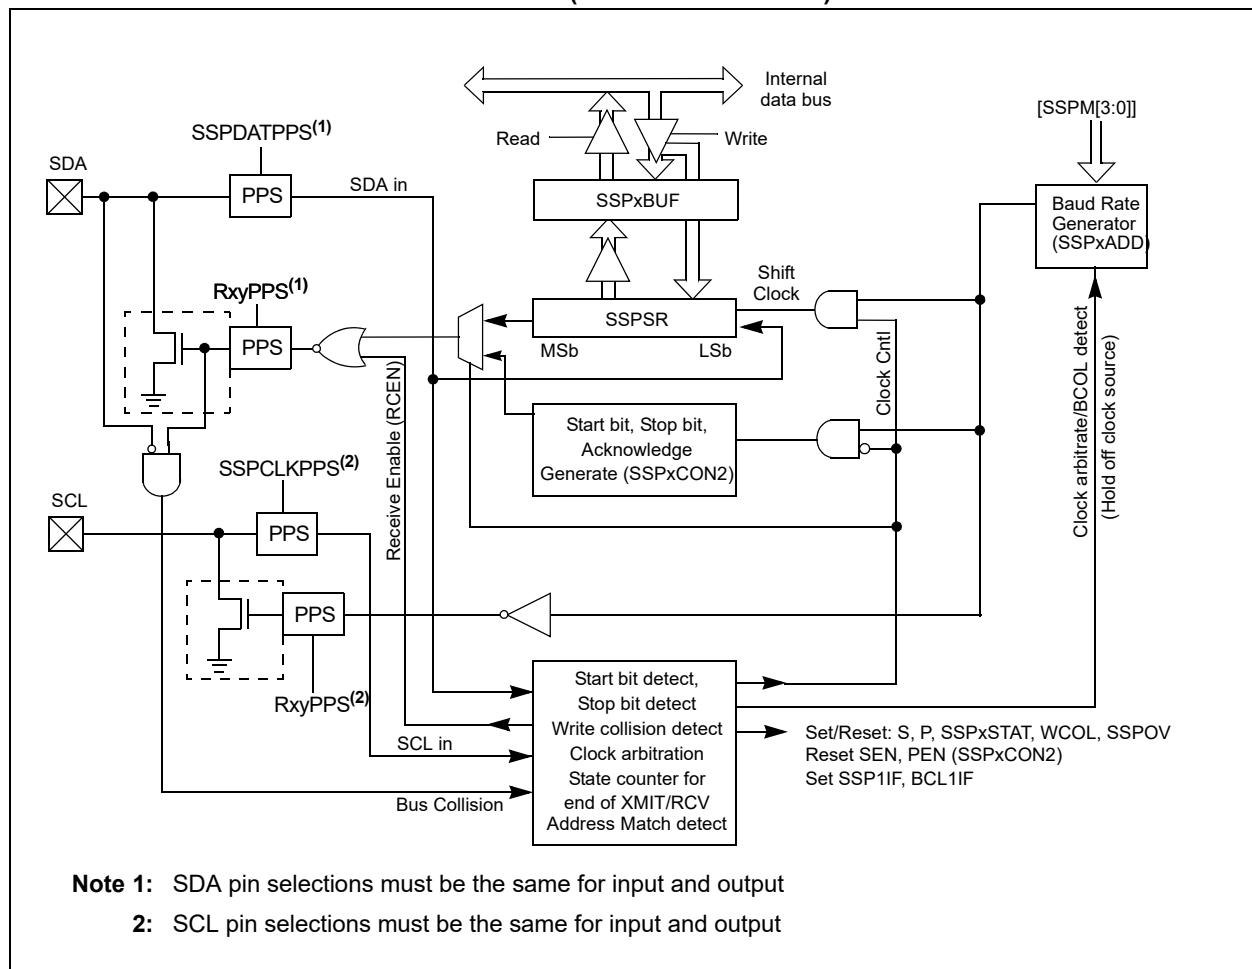 Internal
data bus
[SSPM[3:0]]
SSPDATPPS(1)
Read
Write
SDA
PPS
SDA in
SSPxBUF
Baud Rate
Generator
(SSPxADD)
RxyPPS(1)
Shift
Clock
PPS
SSPSR
MSb
LSb
Receive Enable (RCEN)
Clock Cntl
Clock arbitrate/BCOL detect
(Hold off clock source)
Start bit, Stop bit,
Acknowledge
Generate (SSPxCON2)
SSPCLKPPS(2)
SCL
PPS
PPS
RxyPPS(2)
SCL in
Bus Collision
Start bit detect,
Stop bit detect
Write collision detect
Clock arbitration
State counter for
end of XMIT/RCV
Address Match detect
Set/Reset: S, P, SSPxSTAT, WCOL, SSPOV
Reset SEN, PEN (SSPxCON2)
Set SSP1IF, BCL1IF
Note 1: SDA pin selections must be the same for input and output
2: SCL pin selections must be the same for input and output